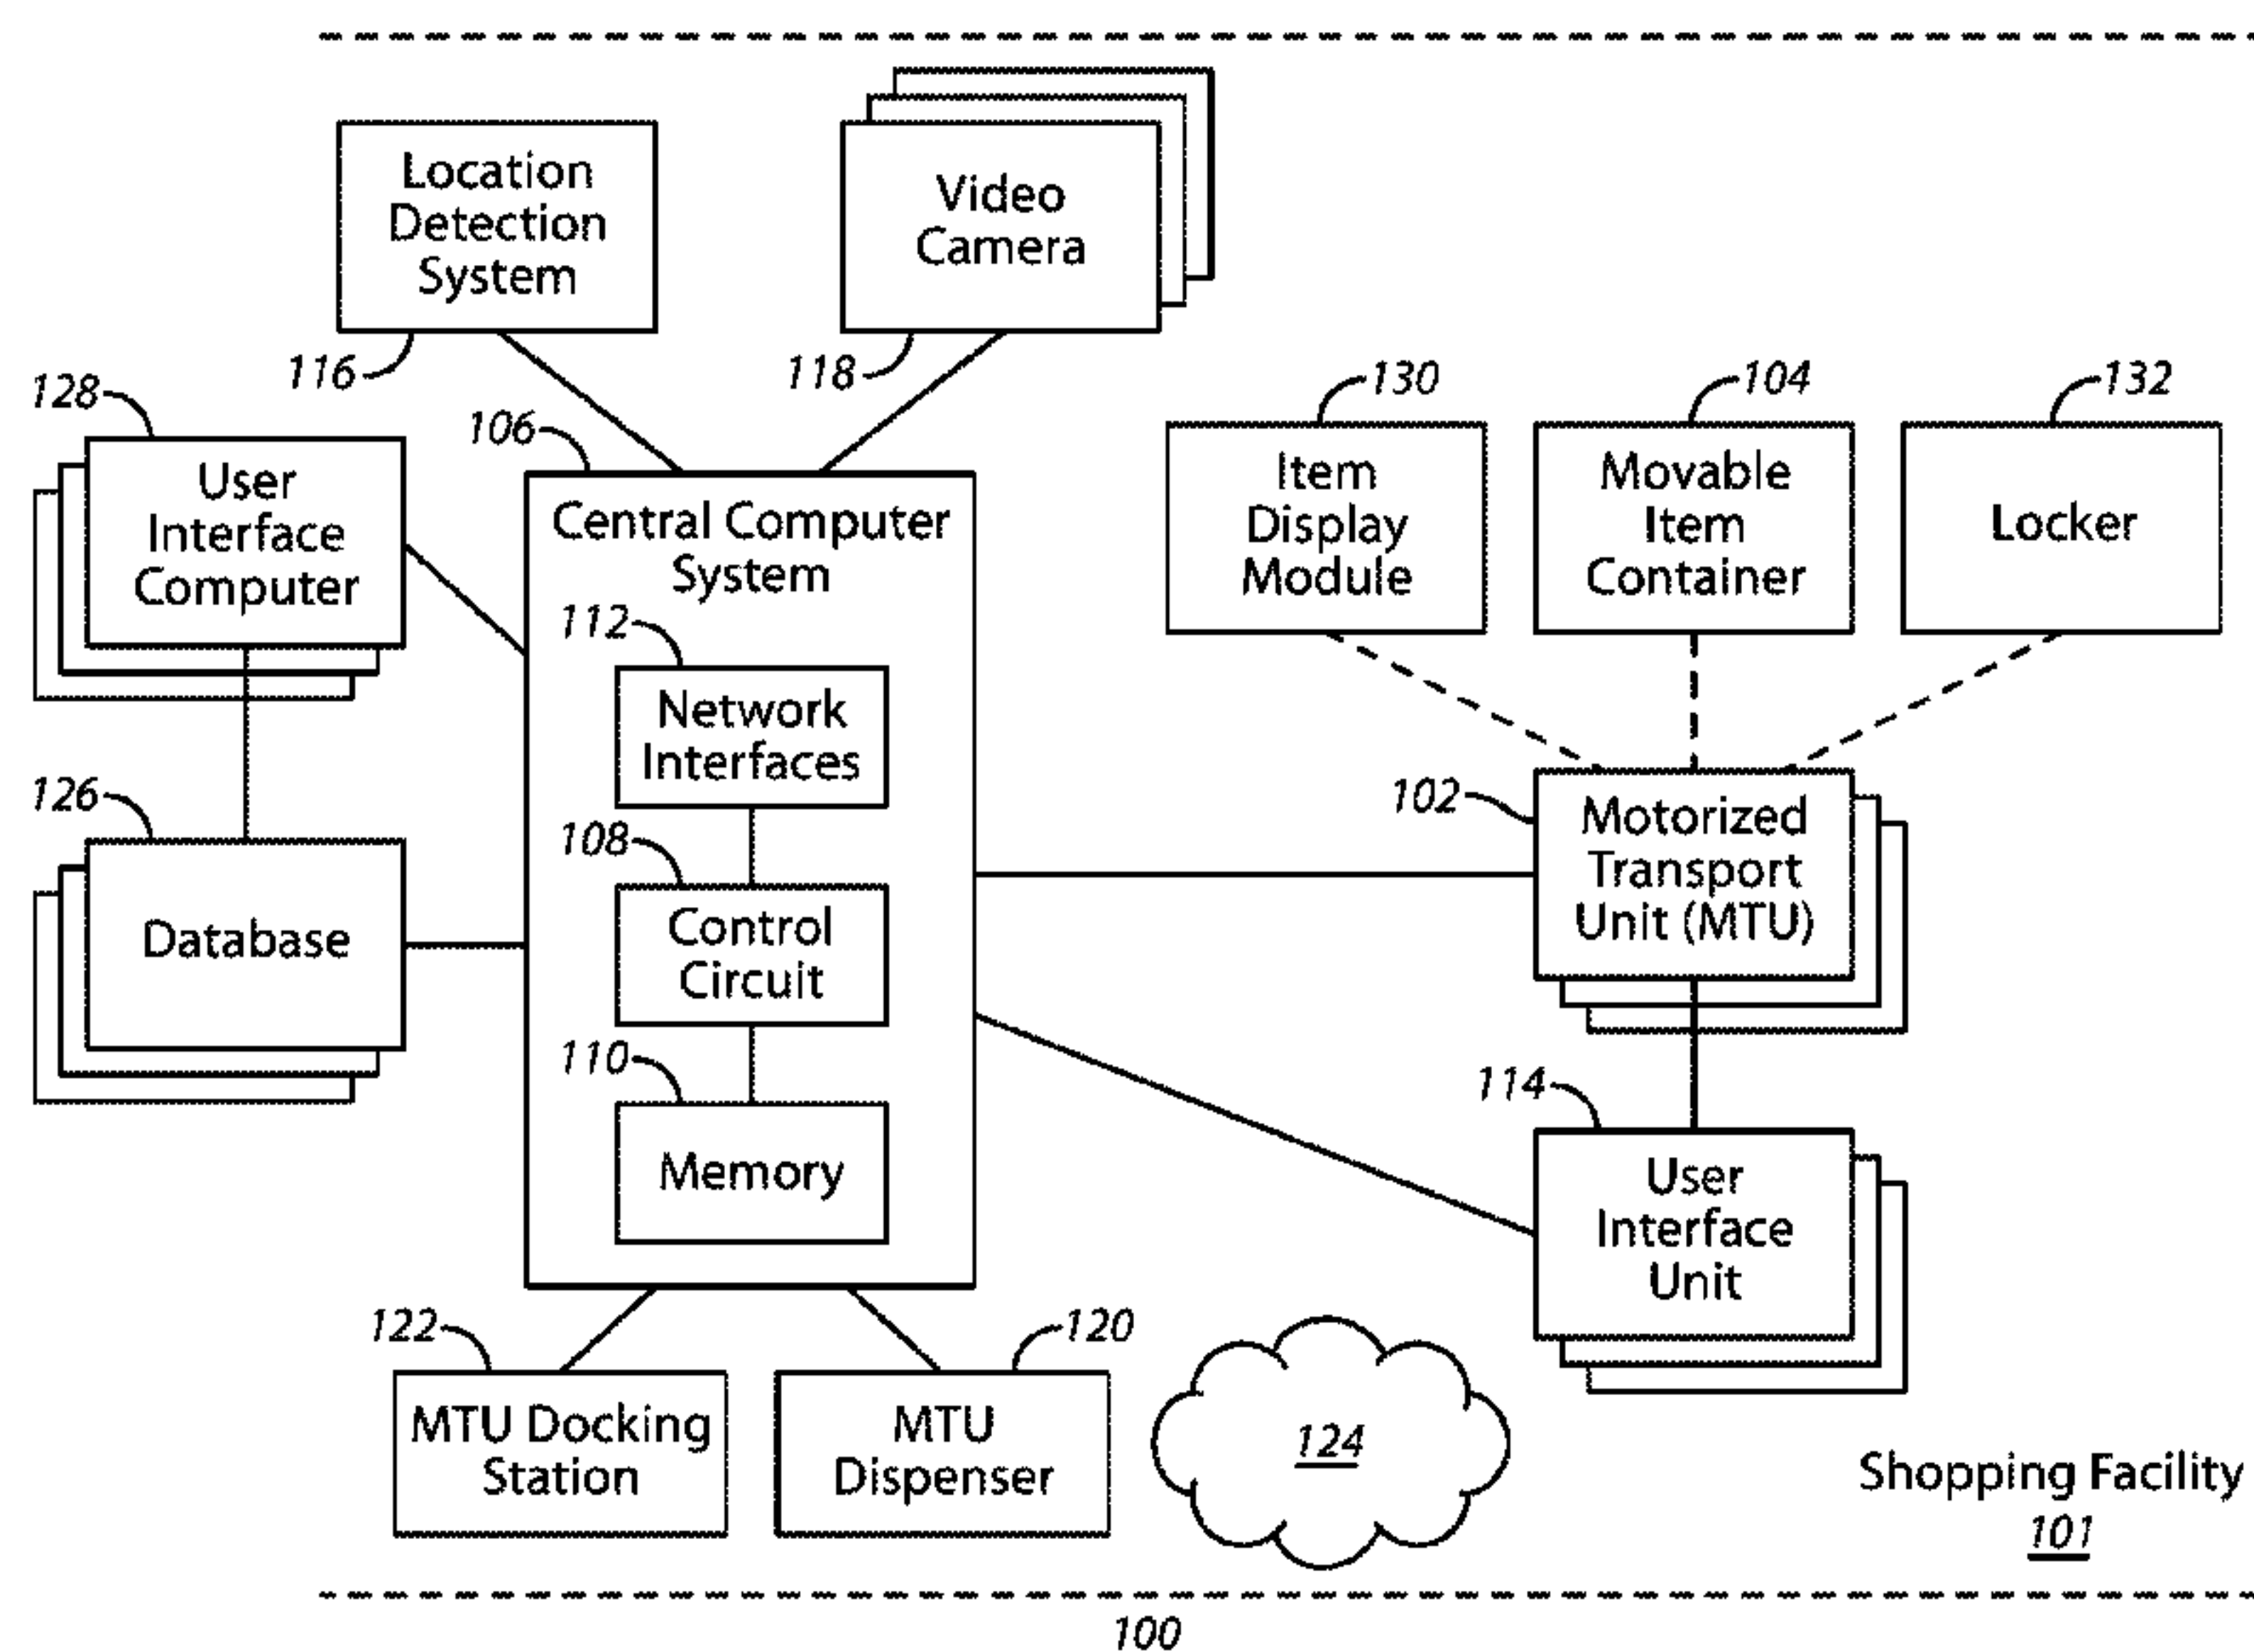 Location
Detection
System
116
Video
Camera
118
128
User
Interface
Computer
106
Central Computer
System
112
Network
Interfaces
108
Control
Circuit
110
Memory
130
Item
Display
Module
104
Movable
Item
Container
132
Locker
126
Database
102
Motorized
Transport
Unit (MTU)
114
User
Interface
Unit
122
MTU Docking
Station
120
MTU
Dispenser
124
Shopping Facility
101
100